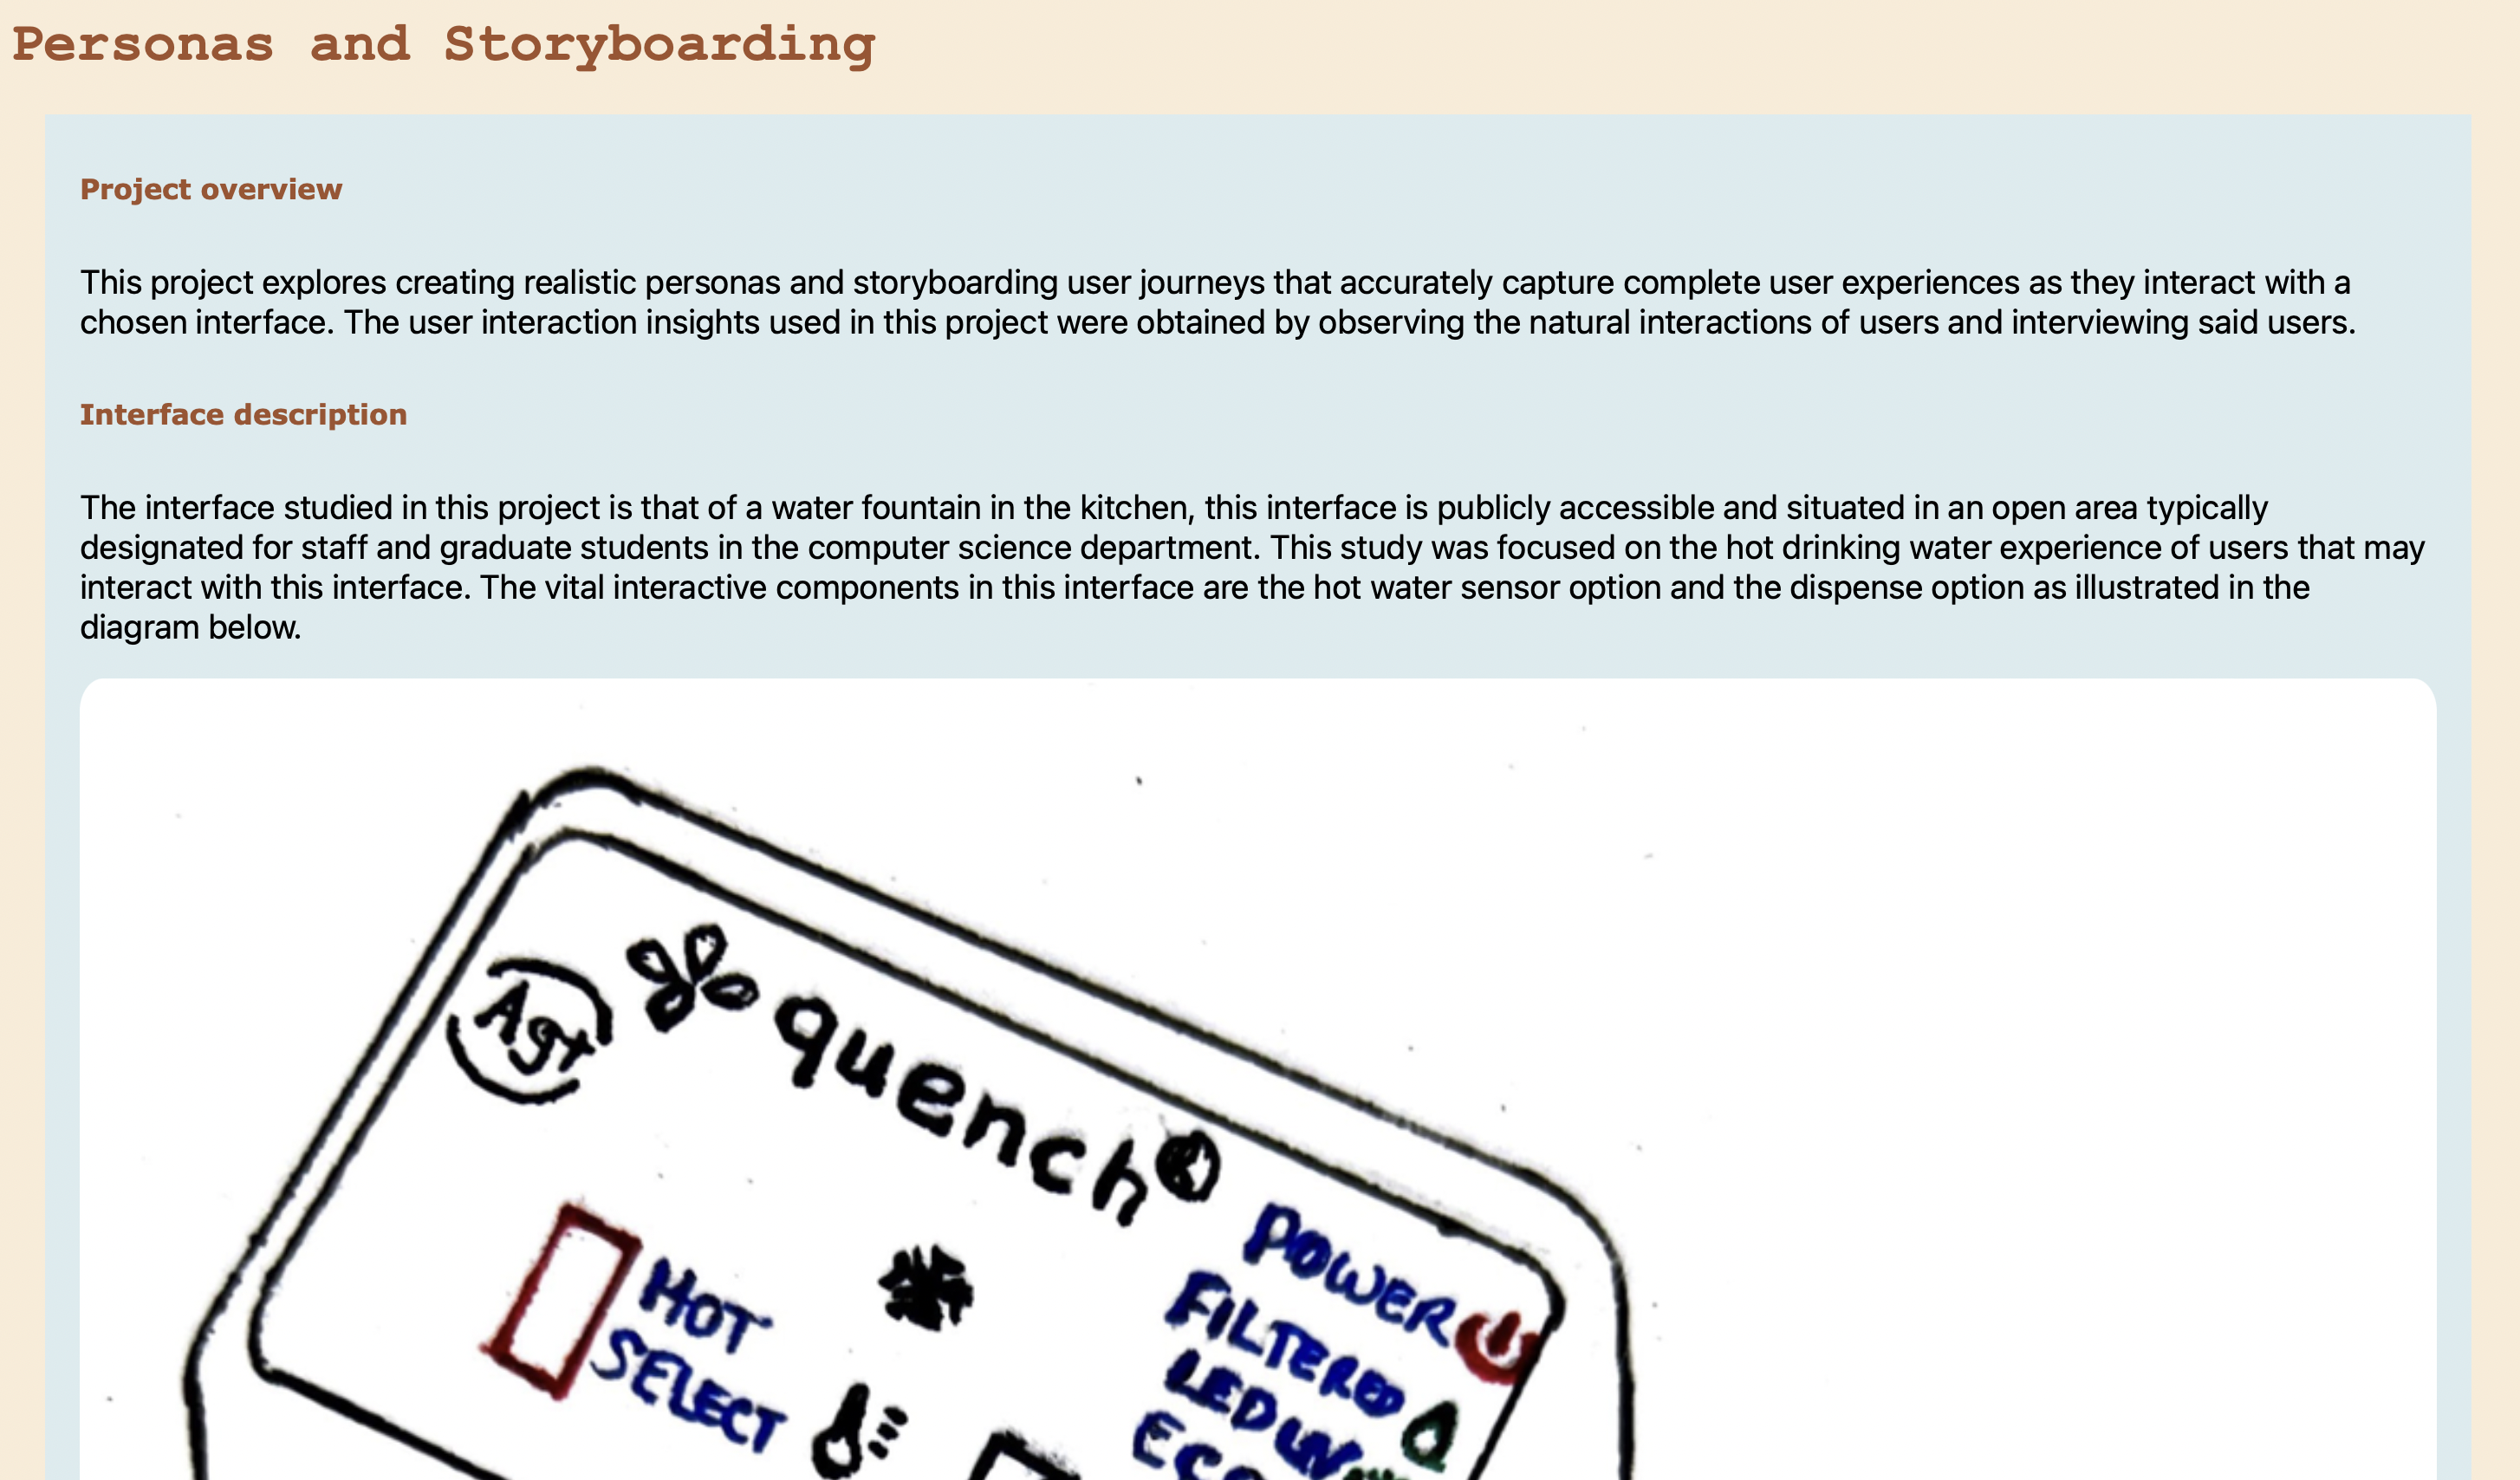 Personas and Storyboarding
Project overview
This project explores creating realistic personas and storyboarding user journeys that accurately capture complete user experiences as they interact with a
chosen interface. The user interaction insights used in this project were obtained by observing the natural interactions of users and interviewing said users.
Interface description
The interface studied in this project is that of a water fountain in the kitchen, this interface is publicly accessible and situated in an open area typically
designated for staff and graduate students in the computer science department. This study was focused on the hot drinking water experience of users that may
interact with this interface. The vital interactive components in this interface are the hot water sensor option and the dispense option as illustrated in the
diagram below.
quench®
POWER
FILTERED
HOT
SELECT